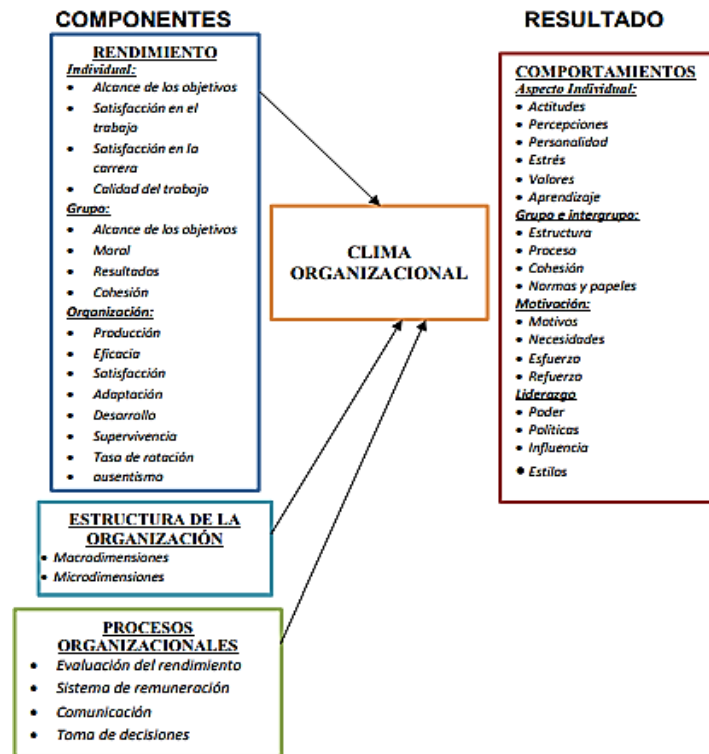 COMPONENTES
RENDIMIENTO
Individual:
• Alcance de los objetivos
• Satisfacción en el
trabajo
• Satisfacción en la
carrera
• Calidad del trabajo
Grupo:
• Alcance de los objetivos
• Moral
• Resultados
• Cohesión
Organización:
• Producción
• Eficacia
• Satisfacción
• Adaptación
• Desarrollo
• Supervivencia
• Tasa de rotación
• ausentismo
ESTRUCTURA DE LA
ORGANIZACIÓN
• Macrodimensiones
• Microdimensiones
PROCESOS
ORGANIZACIONALES
• Evaluación del rendimiento
• Sistema de remuneración
• Comunicación
• Toma de decisiones
CLIMA
ORGANIZACIONAL
RESULTADO
COMPORTAMIENTOS
Aspecto Individual:
• Actitudes
• Percepciones
• Personalidad
• Estrés
• Valores
• Aprendizaje
Grupo e intergrupo:
• Estructura
• Proceso
• Cohesión
• Normas y papeles
Motivación:
• Motivos
• Necesidades
• Esfuerzo
• Refuerzo
Liderazgo
• Poder
• Políticas
• Influencia
• Estilos